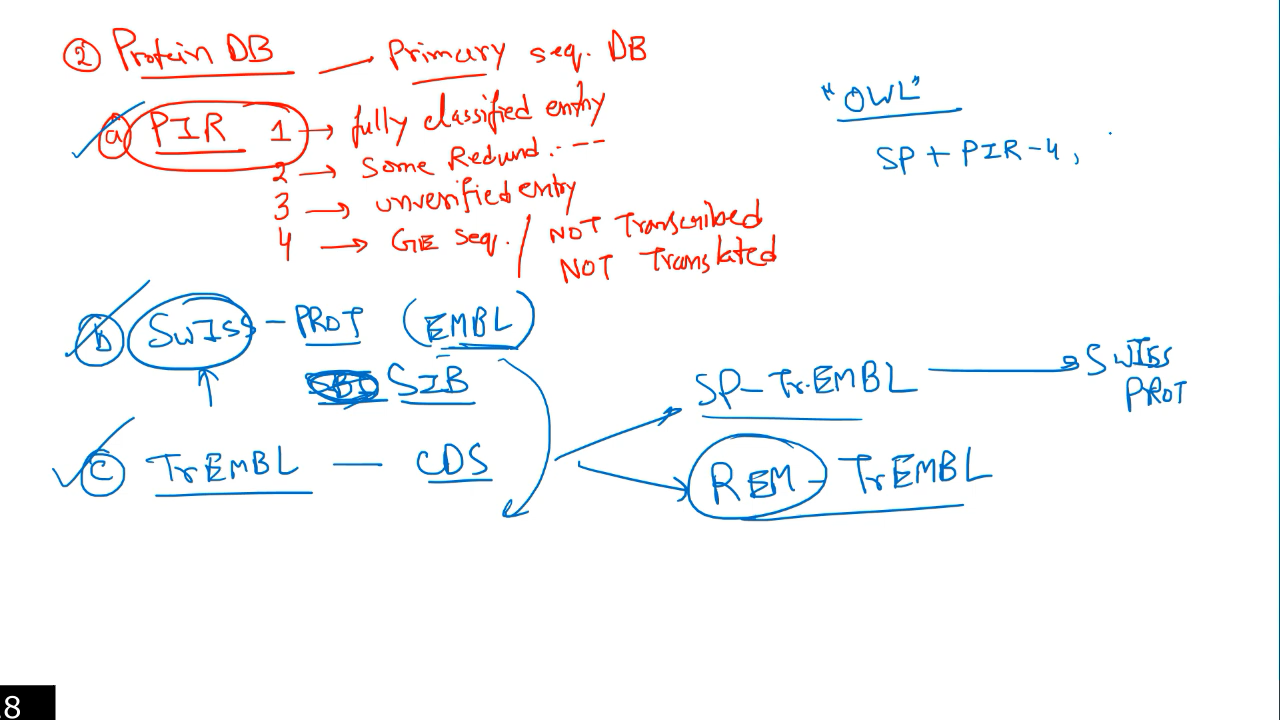 ② Protein DB → Primary seq. DB
ⓐ PIR 1 → fully classified entry
2 → Some Redund. ---
3 → unverified entry
4 → GE Seq. / NOT Transcribed
NOT Translated
"OWL"
SP + PIR-4,
ⓑ SWISS - PROT (EMBL)
SIB
ⓒ TrEMBL — CDS
SP-Tr.EMBL → SWISS
PROT
REM - TrEMBL
8